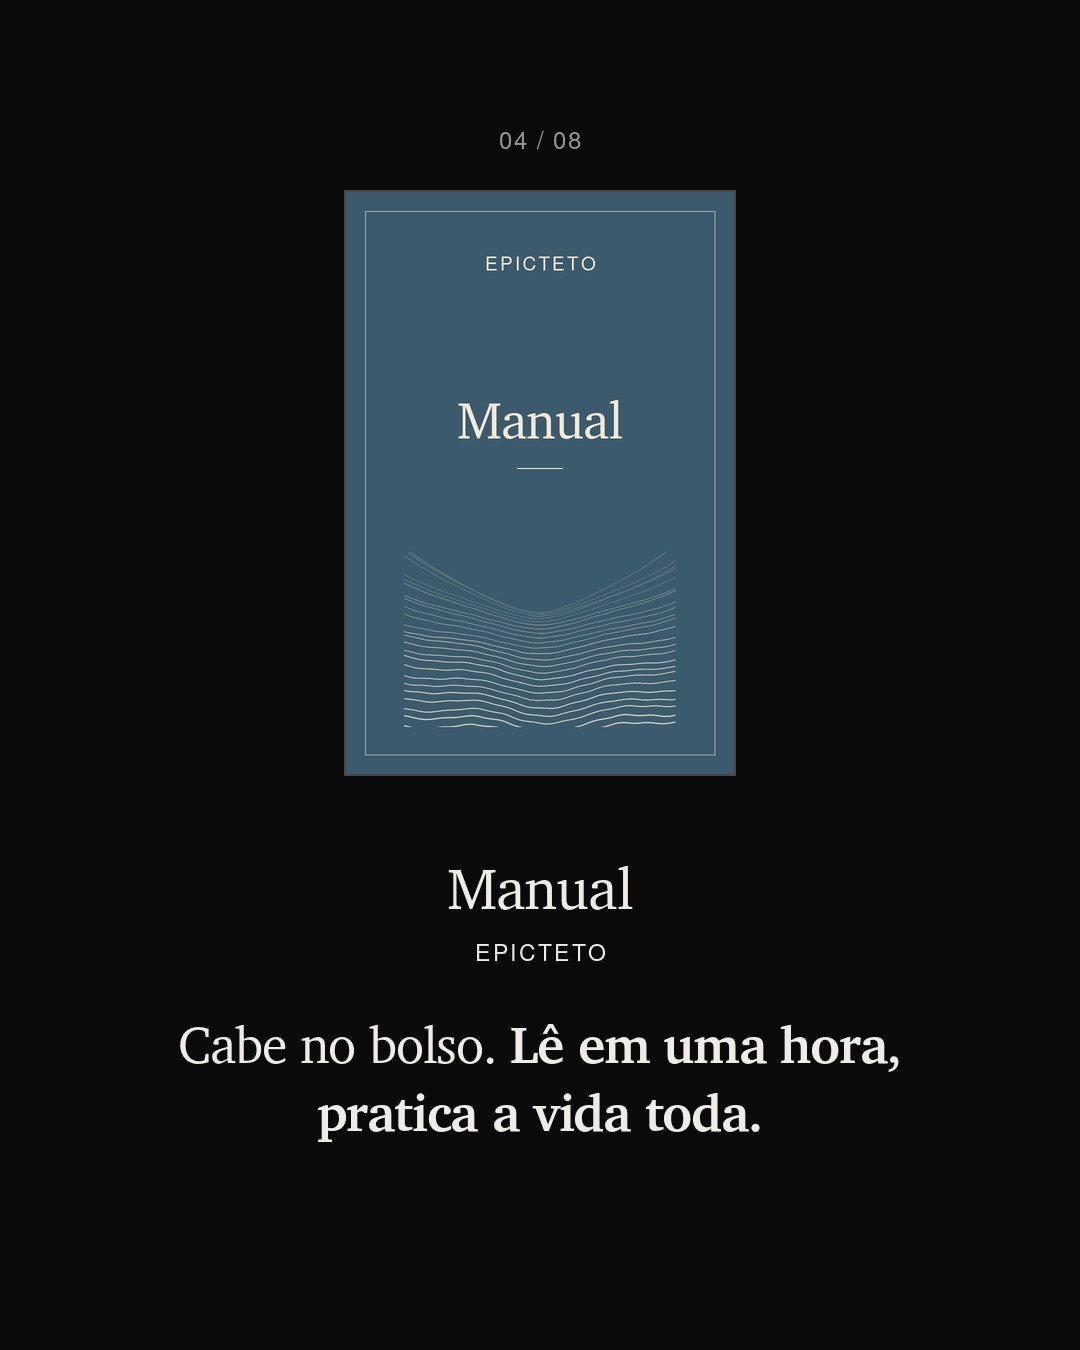 04 / 08
EPICTETO
Manual
Manual
EPICTETO
Cabe no bolso. Lê em uma hora,
pratica a vida toda.